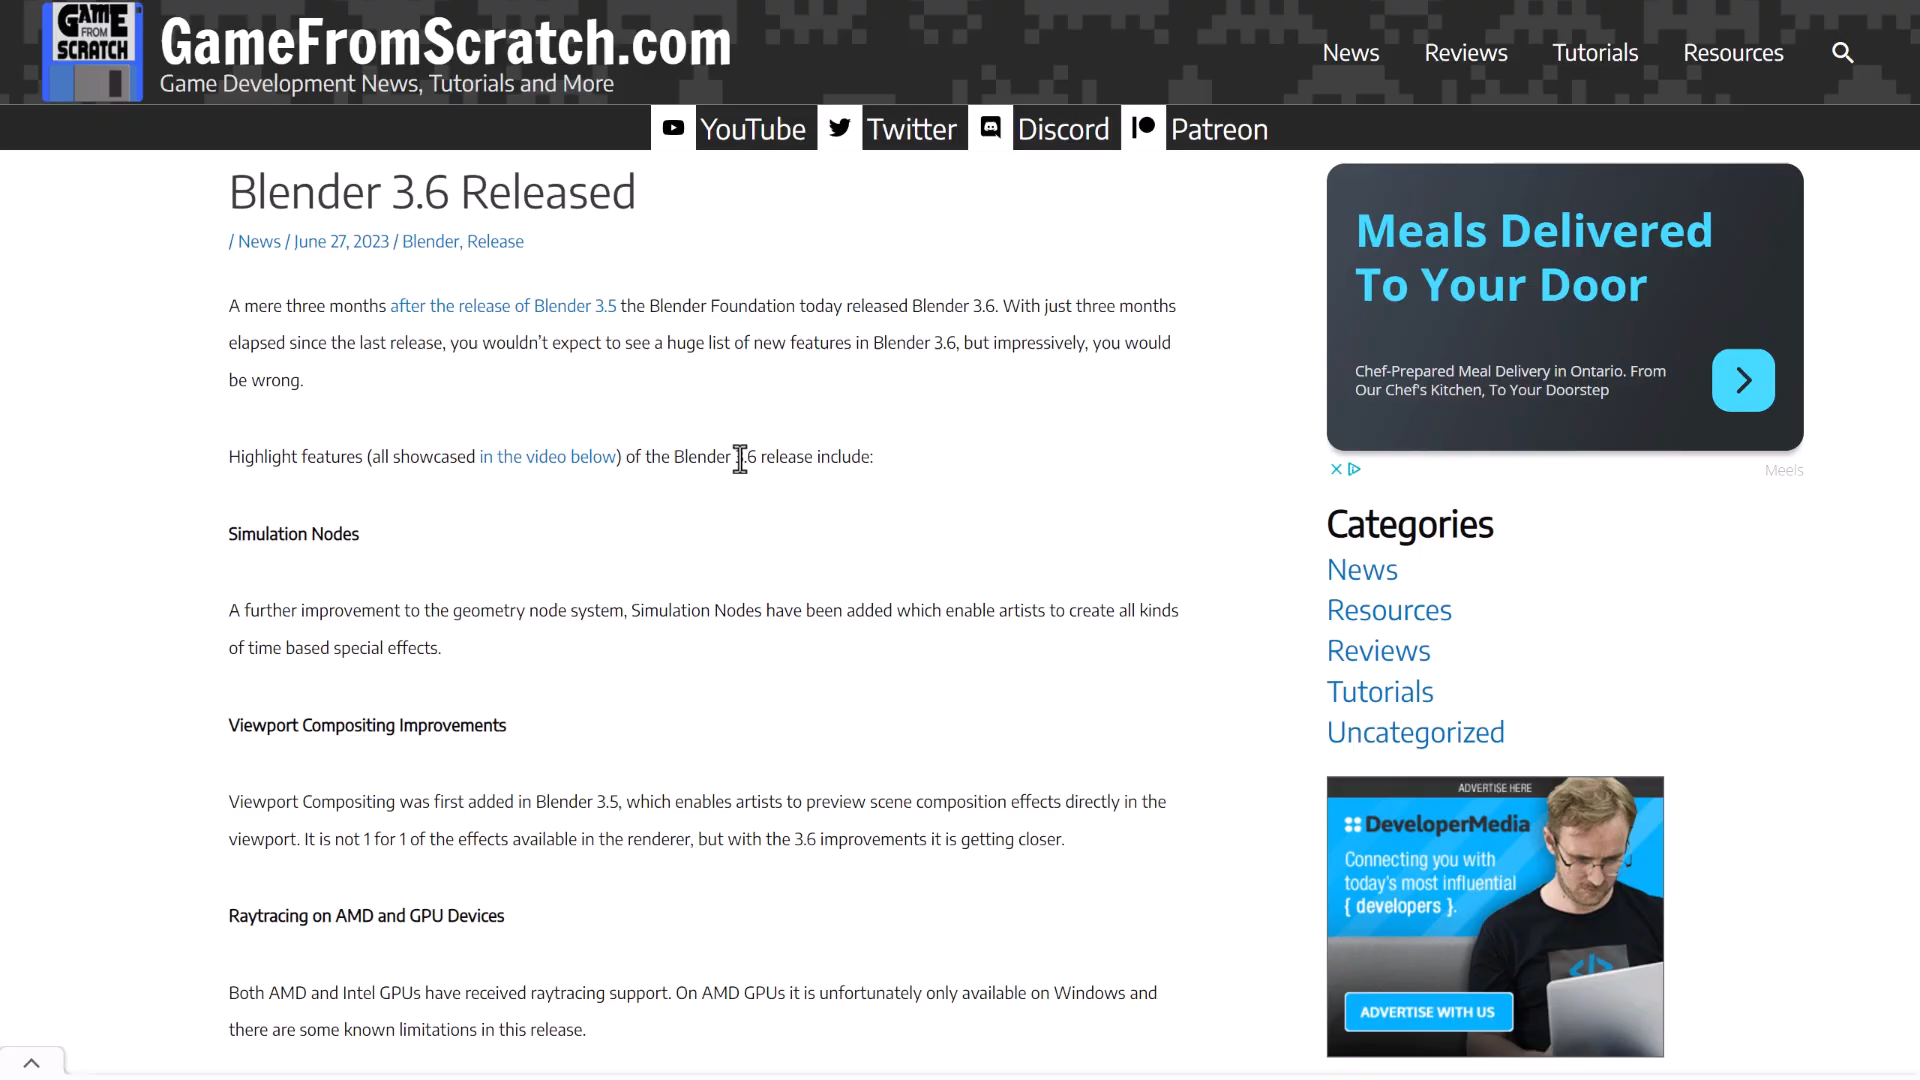 GAME
FROM
SCRATCH
GameFromScratch.com
Game Development News, Tutorials and More
News
Reviews
Tutorials
Resources
YouTube
Twitter
Discord
Patreon
Blender 3.6 Released
/ News / June 27, 2023 / Blender, Release
A mere three months after the release of Blender 3.5 the Blender Foundation today released Blender 3.6. With just three months
elapsed since the last release, you wouldn't expect to see a huge list of new features in Blender 3.6, but impressively, you would
be wrong.
Highlight features (all showcased in the video below) of the Blender 3.6 release include:
Simulation Nodes
A further improvement to the geometry node system, Simulation Nodes have been added which enable artists to create all kinds
of time based special effects.
Viewport Compositing Improvements
Viewport Compositing was first added in Blender 3.5, which enables artists to preview scene composition effects directly in the
viewport. It is not 1 for 1 of the effects available in the renderer, but with the 3.6 improvements it is getting closer.
Raytracing on AMD and GPU Devices
Both AMD and Intel GPUs have received raytracing support. On AMD GPUs it is unfortunately only available on Windows and
there are some known limitations in this release.
Meals Delivered
To Your Door
Chef-Prepared Meal Delivery in Ontario. From
Our Chef's Kitchen, To Your Doorstep
Meels
Categories
News
Resources
Reviews
Tutorials
Uncategorized
ADVERTISE HERE
DeveloperMedia
Connecting you with
today's most influential
{ developers }.
</>
ADVERTISE WITH US